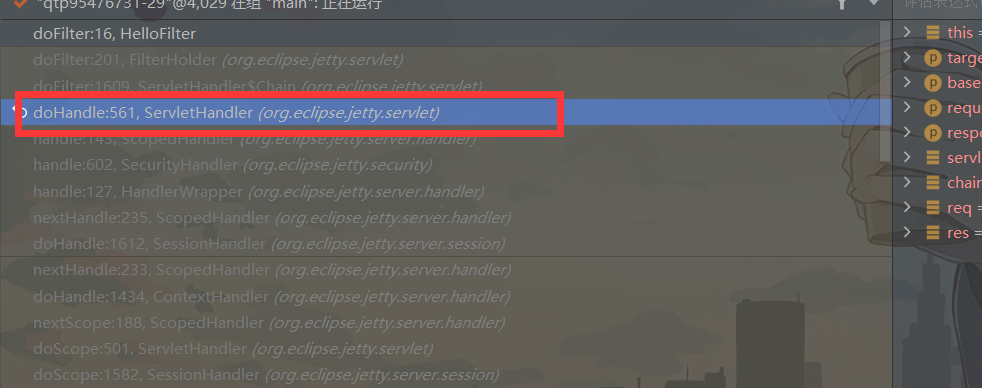 "qtp95476731-29"@4,029 在组 "main": 正在运行
评估表达式(
doFilter:16, HelloFilter
doFilter:201, FilterHolder (org.eclipse.jetty.servlet)
doFilter:1609, ServletHandler$Chain (org.eclipse.jetty.servlet)
doHandle:561, ServletHandler (org.eclipse.jetty.servlet)
handle:143, ScopedHandler (org.eclipse.jetty.server.handler)
handle:602, SecurityHandler (org.eclipse.jetty.security)
handle:127, HandlerWrapper (org.eclipse.jetty.server.handler)
nextHandle:235, ScopedHandler (org.eclipse.jetty.server.handler)
doHandle:1612, SessionHandler (org.eclipse.jetty.server.session)
nextHandle:233, ScopedHandler (org.eclipse.jetty.server.handler)
doHandle:1434, ContextHandler (org.eclipse.jetty.server.handler)
nextScope:188, ScopedHandler (org.eclipse.jetty.server.handler)
doScope:501, ServletHandler (org.eclipse.jetty.servlet)
doScope:1582, SessionHandler (org.eclipse.jetty.server.session)
this =
targe
base
requ
respo
servl
chain
req =
res =